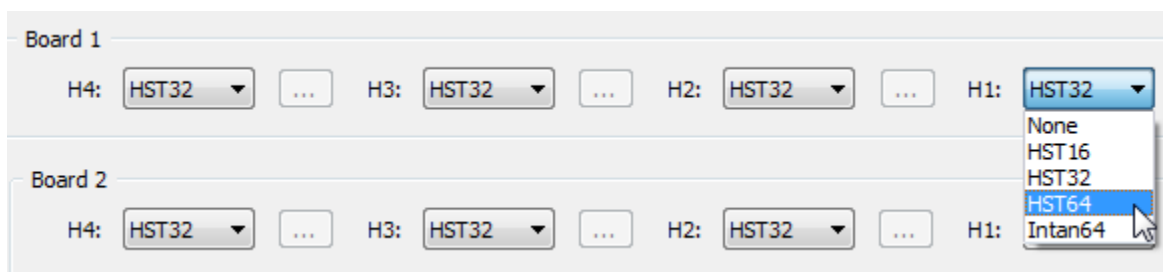 Board 1
H4: HST32 ... H3: HST32 ... H2: HST32 ... H1: HST32
None
HST16
HST32
HST64
Intan64
Board 2
H4: HST32 ... H3: HST32 ... H2: HST32 ... H1: